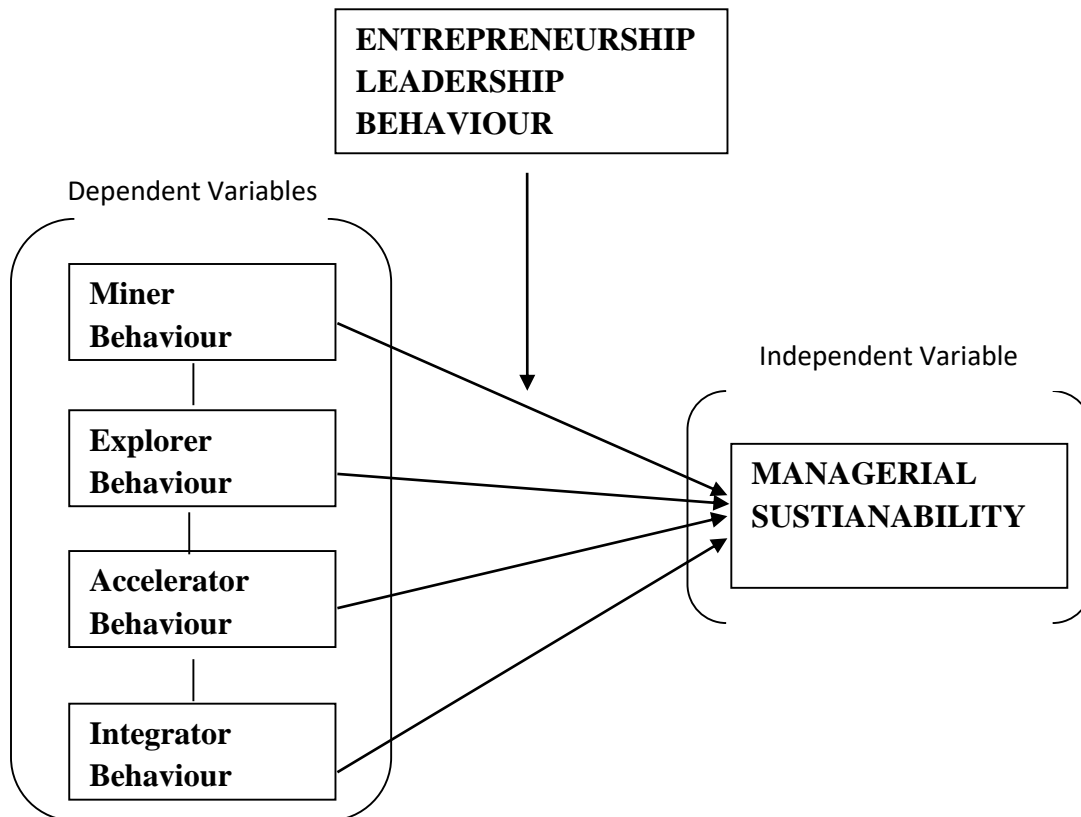 ENTREPRENEURSHIP
LEADERSHIP
BEHAVIOUR
Dependent Variables
Miner
Behaviour
Explorer
Behaviour
Accelerator
Behaviour
Integrator
Behaviour
Independent Variable
MANAGERIAL
SUSTIANABILITY